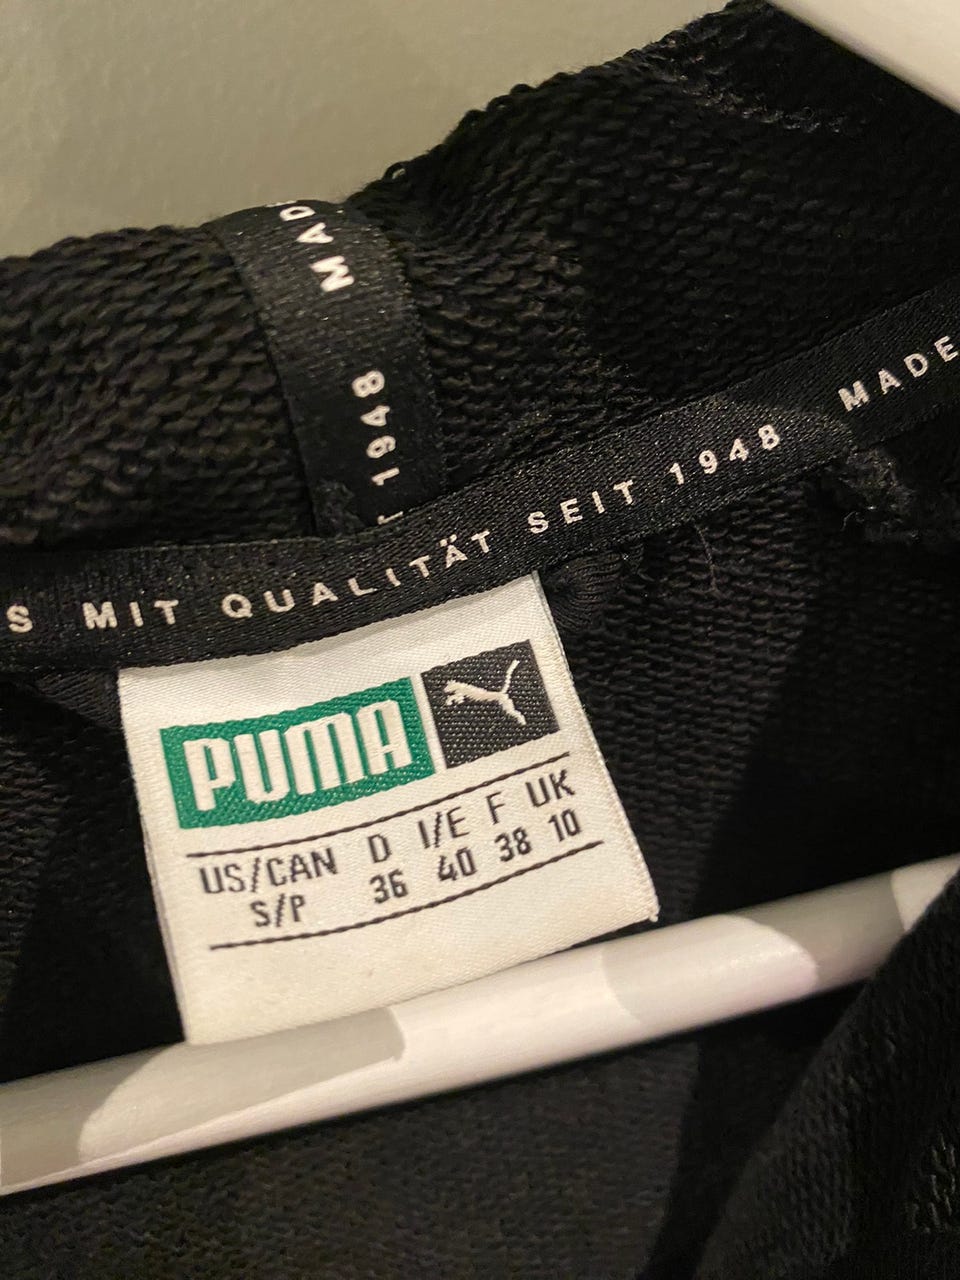 MADE
1948
S MIT QUALITÄT SEIT 1948 MADE
PUMA
US/CAN D I/E F UK
S/P 36 40 38 10